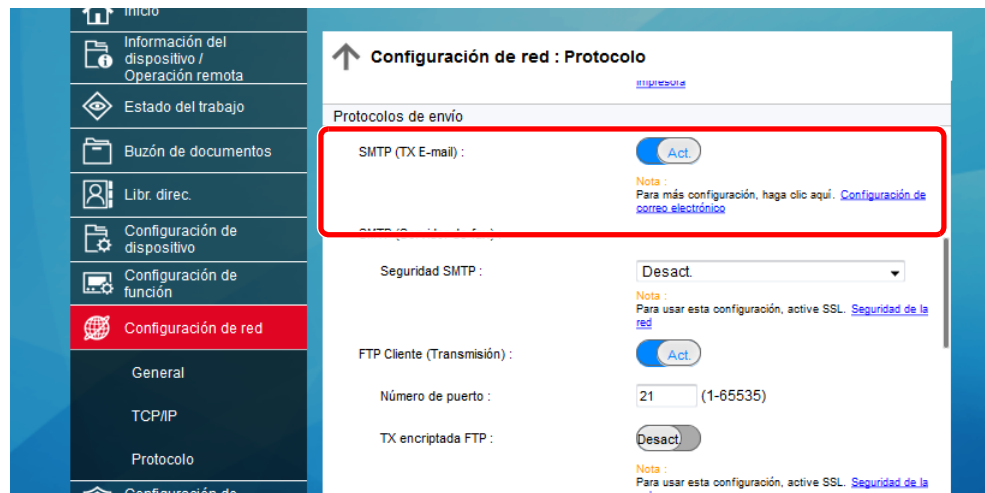 Inicio
Información del
dispositivo /
Operación remota
Estado del trabajo
Buzón de documentos
Libr. direc.
Configuración de
dispositivo
Configuración de
función
Configuración de red
General
TCP/IP
Protocolo
Configuración de
Configuración de red : Protocolo
impresora
Protocolos de envío
SMTP (TX E-mail) :
Act.
Nota :
Para más configuración, haga clic aquí. Configuración de
correo electrónico
Seguridad SMTP :
Desact.
Nota :
Para usar esta configuración, active SSL. Seguridad de la
red
FTP Cliente (Transmisión) :
Act.
Número de puerto :
21 (1-65535)
TX encriptada FTP :
Desact.
Nota :
Para usar esta configuración, active SSL. Seguridad de la